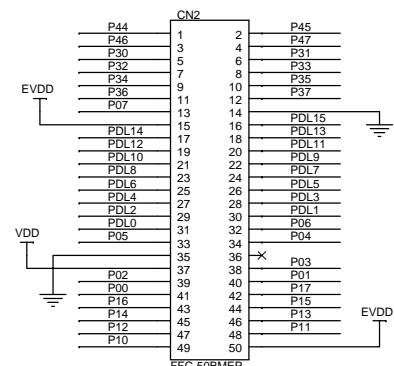 CN2
P44 1 2 P45
P46 3 4 P47
P30 5 6 P31
P32 7 8 P33
P34 9 10 P35
P36 11 12 P37
EVDD
P07 13 14
15 16 PDL15
PDL14 17 18 PDL13
PDL12 19 20 PDL11
PDL10 21 22 PDL9
PDL8 23 24 PDL7
PDL6 25 26 PDL5
PDL4 27 28 PDL3
PDL2 29 30 PDL1
PDL0 31 32 P06
P05 33 34 P04
VDD
35 36
37 38 P03
P02 39 40 P01
P00 41 42 P17
P16 43 44 P15
P14 45 46 P13
P12 47 48 P11
EVDD
P10 49 50